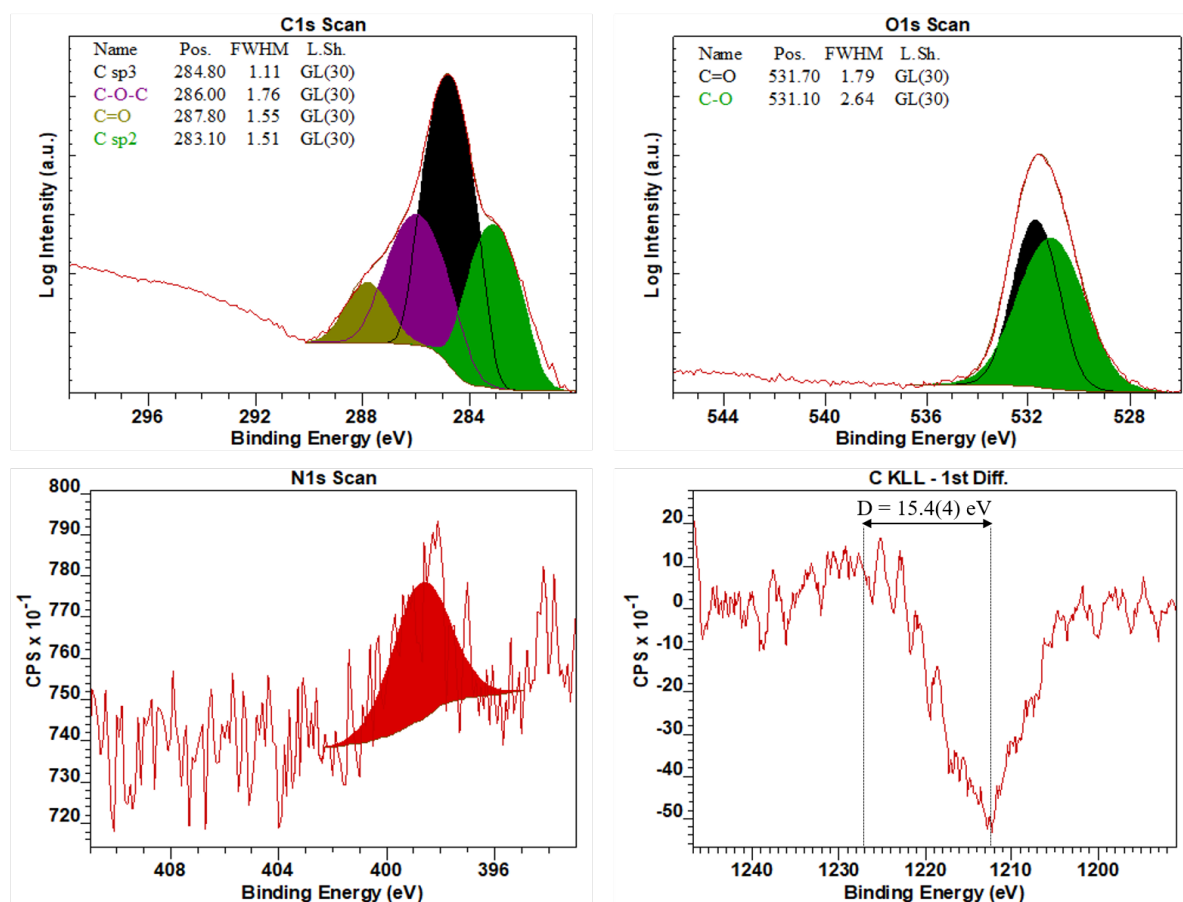 C1s Scan
Name Pos. FWHM L.Sh.
C sp3 284.80 1.11 GL(30)
C-O-C 286.00 1.76 GL(30)
C=O 287.80 1.55 GL(30)
C sp2 283.10 1.51 GL(30)
Log Intensity (a.u.)
296 292 288 284
Binding Energy (eV)
O1s Scan
Name Pos. FWHM L.Sh.
C=O 531.70 1.79 GL(30)
C-O 531.10 2.64 GL(30)
Log Intensity (a.u.)
544 540 536 532 528
Binding Energy (eV)
N1s Scan
800
790
780
770
760
750
740
730
720
CPS x 10⁻¹
408 404 400 396
Binding Energy (eV)
C KLL - 1st Diff.
D = 15.4(4) eV
20
10
0
-10
-20
-30
-40
-50
CPS x 10⁻¹
1240 1230 1220 1210 1200
Binding Energy (eV)